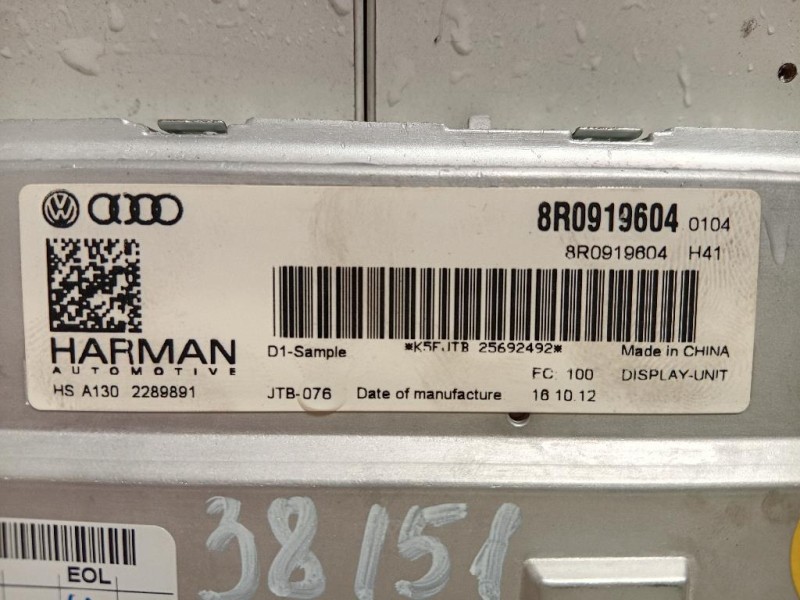 8R0919604 0104
8R0919604 H41
HARMAN
AUTOMOTIVE
D1-Sample *K5FJTB 25692492* Made in CHINA
FC: 100 DISPLAY-UNIT
HS A130 2289891 JTB-076 Date of manufacture 16 10.12
38151
EOL